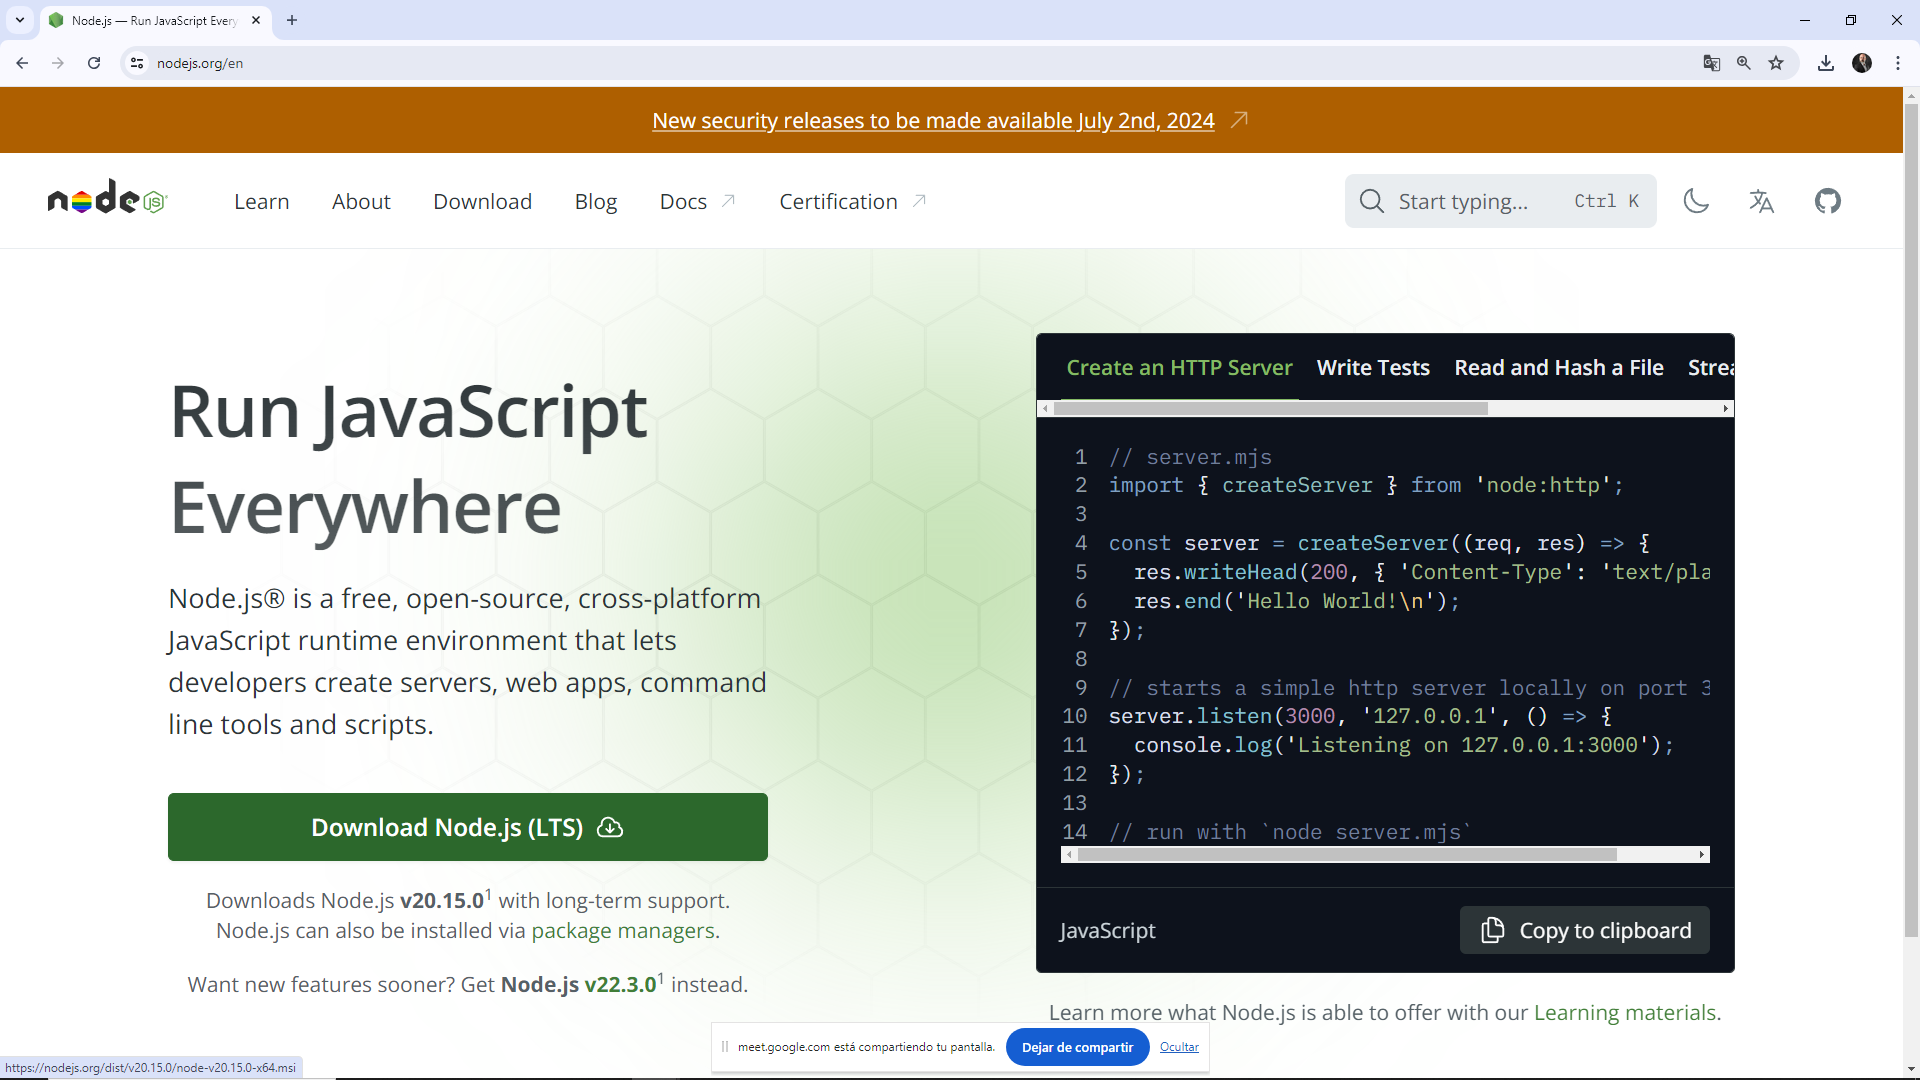 Node.js — Run JavaScript Every
nodejs.org/en
New security releases to be made available July 2nd, 2024
node JS
Learn About Download Blog Docs Certification
Start typing... Ctrl K
Run JavaScript
Everywhere
Node.js® is a free, open-source, cross-platform
JavaScript runtime environment that lets
developers create servers, web apps, command
line tools and scripts.
Download Node.js (LTS)
Downloads Node.js v20.15.0¹ with long-term support.
Node.js can also be installed via package managers.
Want new features sooner? Get Node.js v22.3.0¹ instead.
Create an HTTP Server Write Tests Read and Hash a File Strea
1 // server.mjs
2 import { createServer } from 'node:http';
3
4 const server = createServer((req, res) => {
5   res.writeHead(200, { 'Content-Type': 'text/pla
6   res.end('Hello World!\n');
7 });
8
9 // starts a simple http server locally on port 3
10 server.listen(3000, '127.0.0.1', () => {
11   console.log('Listening on 127.0.0.1:3000');
12 });
13
14 // run with `node server.mjs`
JavaScript
Copy to clipboard
Learn more what Node.js is able to offer with our Learning materials.
meet.google.com está compartiendo tu pantalla. Dejar de compartir Ocultar
https://nodejs.org/dist/v20.15.0/node-v20.15.0-x64.msi